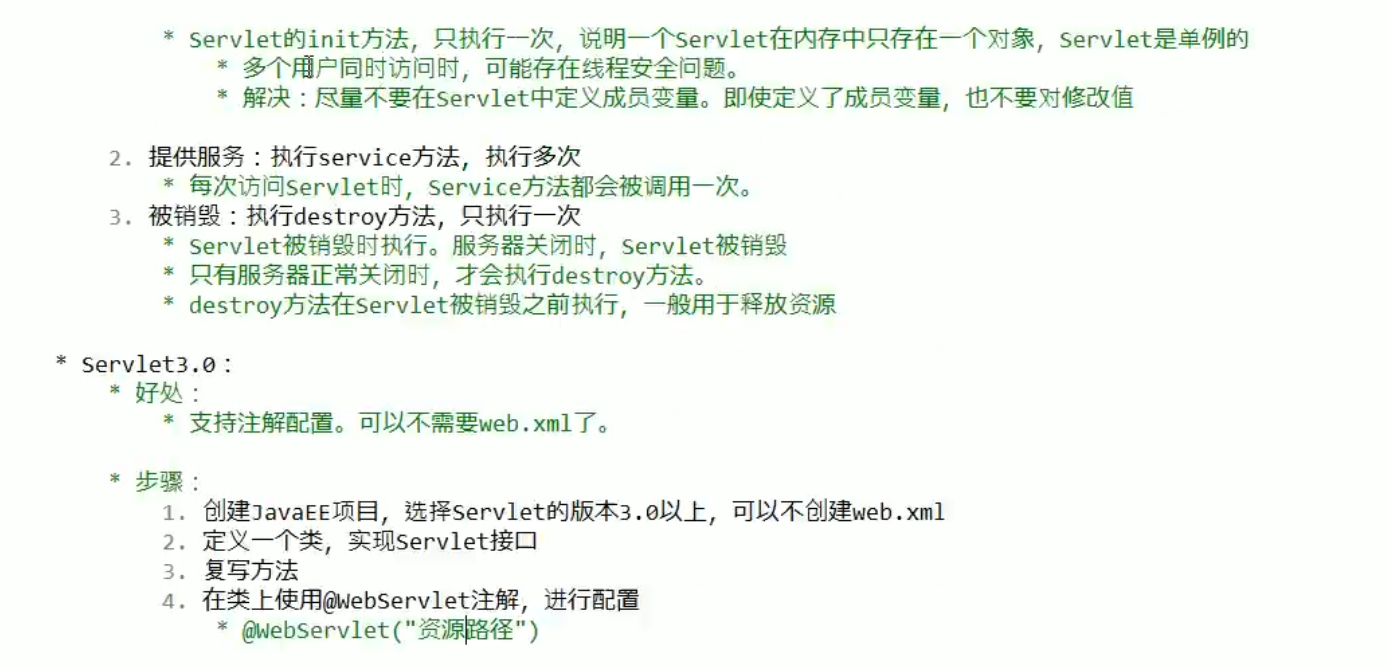 * Servlet的init方法，只执行一次，说明一个Servlet在内存中只存在一个对象，Servlet是单例的
* 多个用户同时访问时，可能存在线程安全问题。
* 解决：尽量不要在Servlet中定义成员变量。即使定义了成员变量，也不要对修改值
2. 提供服务：执行service方法，执行多次
* 每次访问Servlet时，Service方法都会被调用一次。
3. 被销毁：执行destroy方法，只执行一次
* Servlet被销毁时执行。服务器关闭时，Servlet被销毁
* 只有服务器正常关闭时，才会执行destroy方法。
* destroy方法在Servlet被销毁之前执行，一般用于释放资源
* Servlet3.0：
* 好处：
* 支持注解配置。可以不需要web.xml了。
* 步骤：
1. 创建JavaEE项目，选择Servlet的版本3.0以上，可以不创建web.xml
2. 定义一个类，实现Servlet接口
3. 复写方法
4. 在类上使用@WebServlet注解，进行配置
* @WebServlet("资源路径")